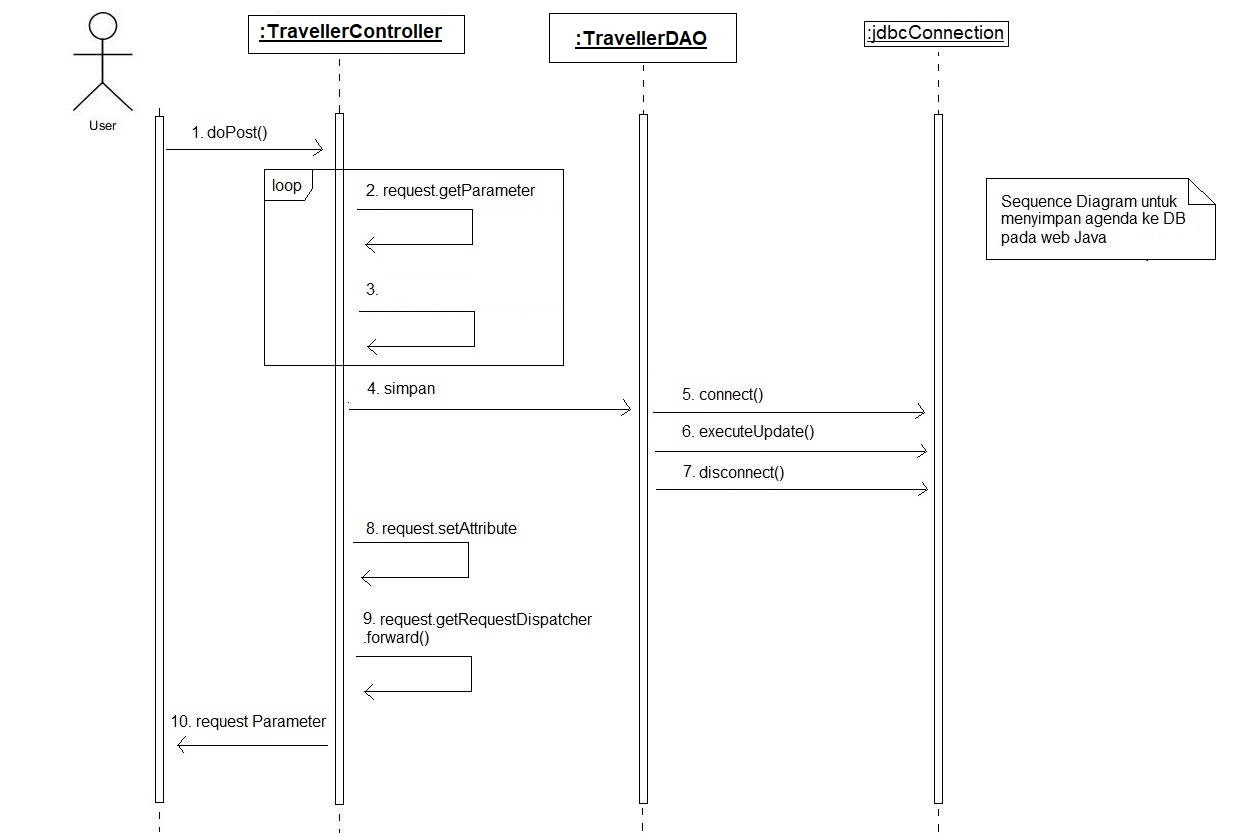 :TravellerController
:TravellerDAO
:jdbcConnection
User
1. doPost()
loop
2. request.getParameter
3.
Sequence Diagram untuk
menyimpan agenda ke DB
pada web Java
4. simpan
5. connect()
6. executeUpdate()
7. disconnect()
8. request.setAttribute
9. request.getRequestDispatcher
.forward()
10. request Parameter